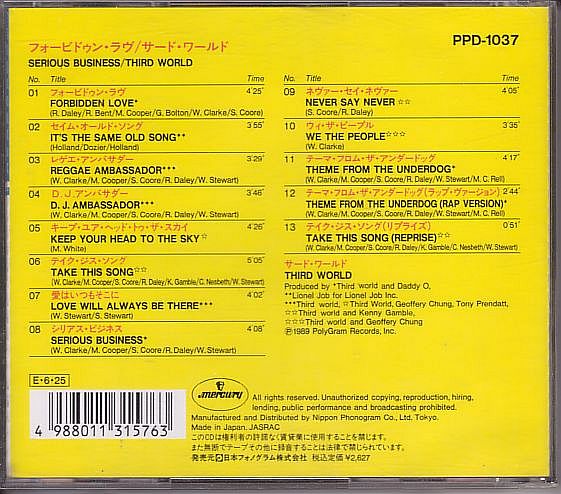 PPD-1037
フォービドゥン・ラヴ/サード・ワールド
SERIOUS BUSINESS/THIRD WORLD
No. Title Time
01 フォービドゥン・ラヴ 4'25"
FORBIDDEN LOVE*
(R. Daley/R. Bent/M. Cooper/G. Bolton/W. Clarke/S. Coore)
02 セイム・オールド・ソング 3'55"
IT'S THE SAME OLD SONG**
(Holland/Dozier/Holland)
03 レゲエ・アンバサダー 3'29"
REGGAE AMBASSADOR***
(W. Clarke/M. Cooper/S. Coore/R. Daley/W. Stewart)
04 D.J.アンバサダー 3'48"
D.J. AMBASSADOR***
(W. Clarke/M. Cooper/S. Coore/R. Daley/W. Stewart)
05 キープ・ユア・ヘッド・トゥ・ザ・スカイ 4'26"
KEEP YOUR HEAD TO THE SKY☆
(M. White)
06 テイク・ジス・ソング 5'05"
TAKE THIS SONG☆☆
(W. Clarke/M. Cooper/S. Coore/R. Daley/K. Gamble/C. Nesbeth/W. Stewart)
07 愛はいつもそこに 4'02"
LOVE WILL ALWAYS BE THERE***
(W. Stewart/S. Stewart)
08 シリアス・ビジネス 4'08"
SERIOUS BUSINESS*
(W. Clarke/M. Cooper/S. Coore/R. Daley/W. Stewart)
No. Title Time
09 ネヴァー・セイ・ネヴァー 4'05"
NEVER SAY NEVER☆☆
(S. Coore/R. Daley)
10 ウィ・ザ・ピープル 3'35"
WE THE PEOPLE☆☆☆
(W. Clarke)
11 テーマ・フロム・ザ・アンダードッグ 4'17"
THEME FROM THE UNDERDOG*
(W. Clarke/M. Cooper/S. Coore/R. Daley/W. Stewart/M.C. Rell)
12 テーマ・フロム・ザ・アンダードッグ(ラップ・ヴァージョン) 2'44"
THEME FROM THE UNDERDOG (RAP VERSION)*
(W. Clarke/M. Cooper/S. Coore/R. Daley/W. Stewart/M.C. Rell)
13 テイク・ジス・ソング(リプライズ) 0'51"
TAKE THIS SONG (REPRISE)☆☆
(W. Clarke/M. Cooper/S. Coore/R. Daley/K. Gamble/C. Nesbeth/W. Stewart)
サード・ワールド
THIRD WORLD
Produced by *Third world and Daddy O,
**Lionel Job for Lionel Job Inc.
***Third world, ☆Third World, Geoffery Chung, Tony Prendatt,
☆☆Third world and Kenny Gamble,
☆☆☆Third world and Geoffery Chung
Ⓟ1989 PolyGram Records, Inc.
E・6・25
4 988011 315763
mercury
All rights reserved. Unauthorized copying, reproduction, hiring,
lending, public performance and broadcasting prohibited.
Manufactured and Distributed by Nippon Phonogram Co., Ltd. Tokyo.
Made in Japan. JASRAC
このCDは権利者の許諾なく賃貸業に使用することを禁じます。
また無断でテープその他に録音することは法律で禁じられています。
発売元 日本フォノグラム株式会社 税込定価 ¥2,627